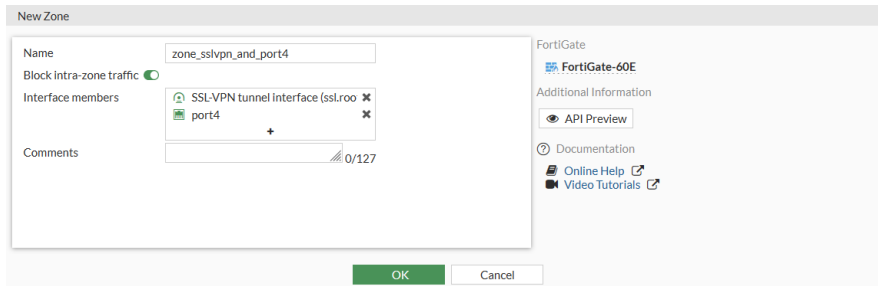 New Zone
Name
zone_sslvpn_and_port4
Block intra-zone traffic
Interface members
SSL-VPN tunnel interface (ssl.roo
port4
+
Comments
0/127
FortiGate
FortiGate-60E
Additional Information
API Preview
Documentation
Online Help
Video Tutorials
OK
Cancel